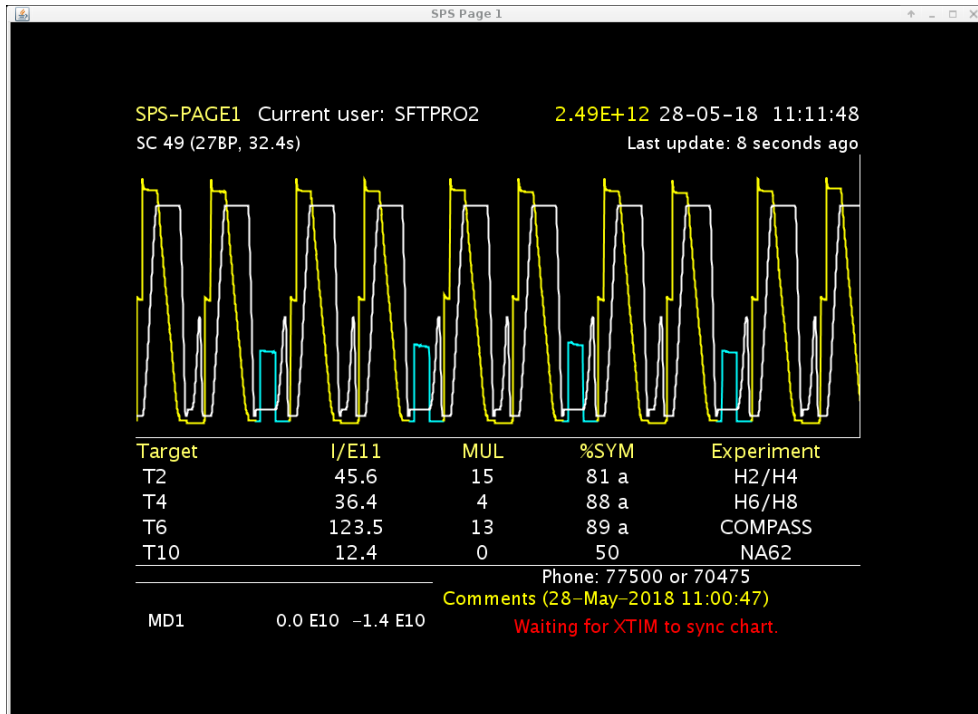 SPS Page 1
SPS-PAGE1 Current user: SFTPRO2 2.49E+12 28-05-18 11:11:48
SC 49 (27BP, 32.4s) Last update: 8 seconds ago
Target I/E11 MUL %SYM Experiment
T2 45.6 15 81 a H2/H4
T4 36.4 4 88 a H6/H8
T6 123.5 13 89 a COMPASS
T10 12.4 0 50 NA62
Phone: 77500 or 70475
Comments (28-May-2018 11:00:47)
MD1 0.0 E10 -1.4 E10
Waiting for XTIM to sync chart.